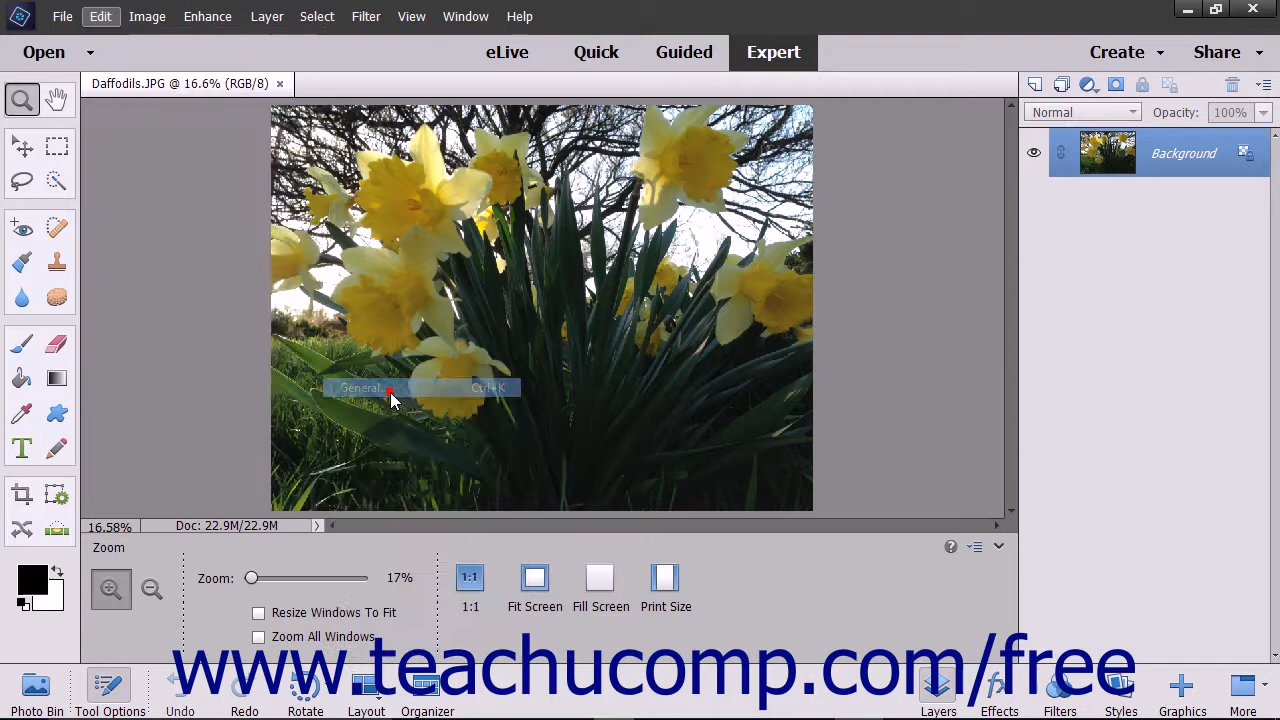 File Edit Image Enhance Layer Select Filter View Window Help
Open eLive Quick Guided Expert Create Share
Daffodils.JPG @ 16.6% (RGB/8) ×
Normal Opacity: 100%
Background
General... Ctrl+K
16.58% Doc: 22.9M/22.9M
Zoom
Zoom: 17% 1:1
1:1 Fit Screen Fill Screen Print Size
Resize Windows To Fit
Zoom All Windows
www.teachucomp.com/free
Photo Bin Tool Options Undo Redo Rotate Layout Organizer Layers Effects Filters Styles Graphics More